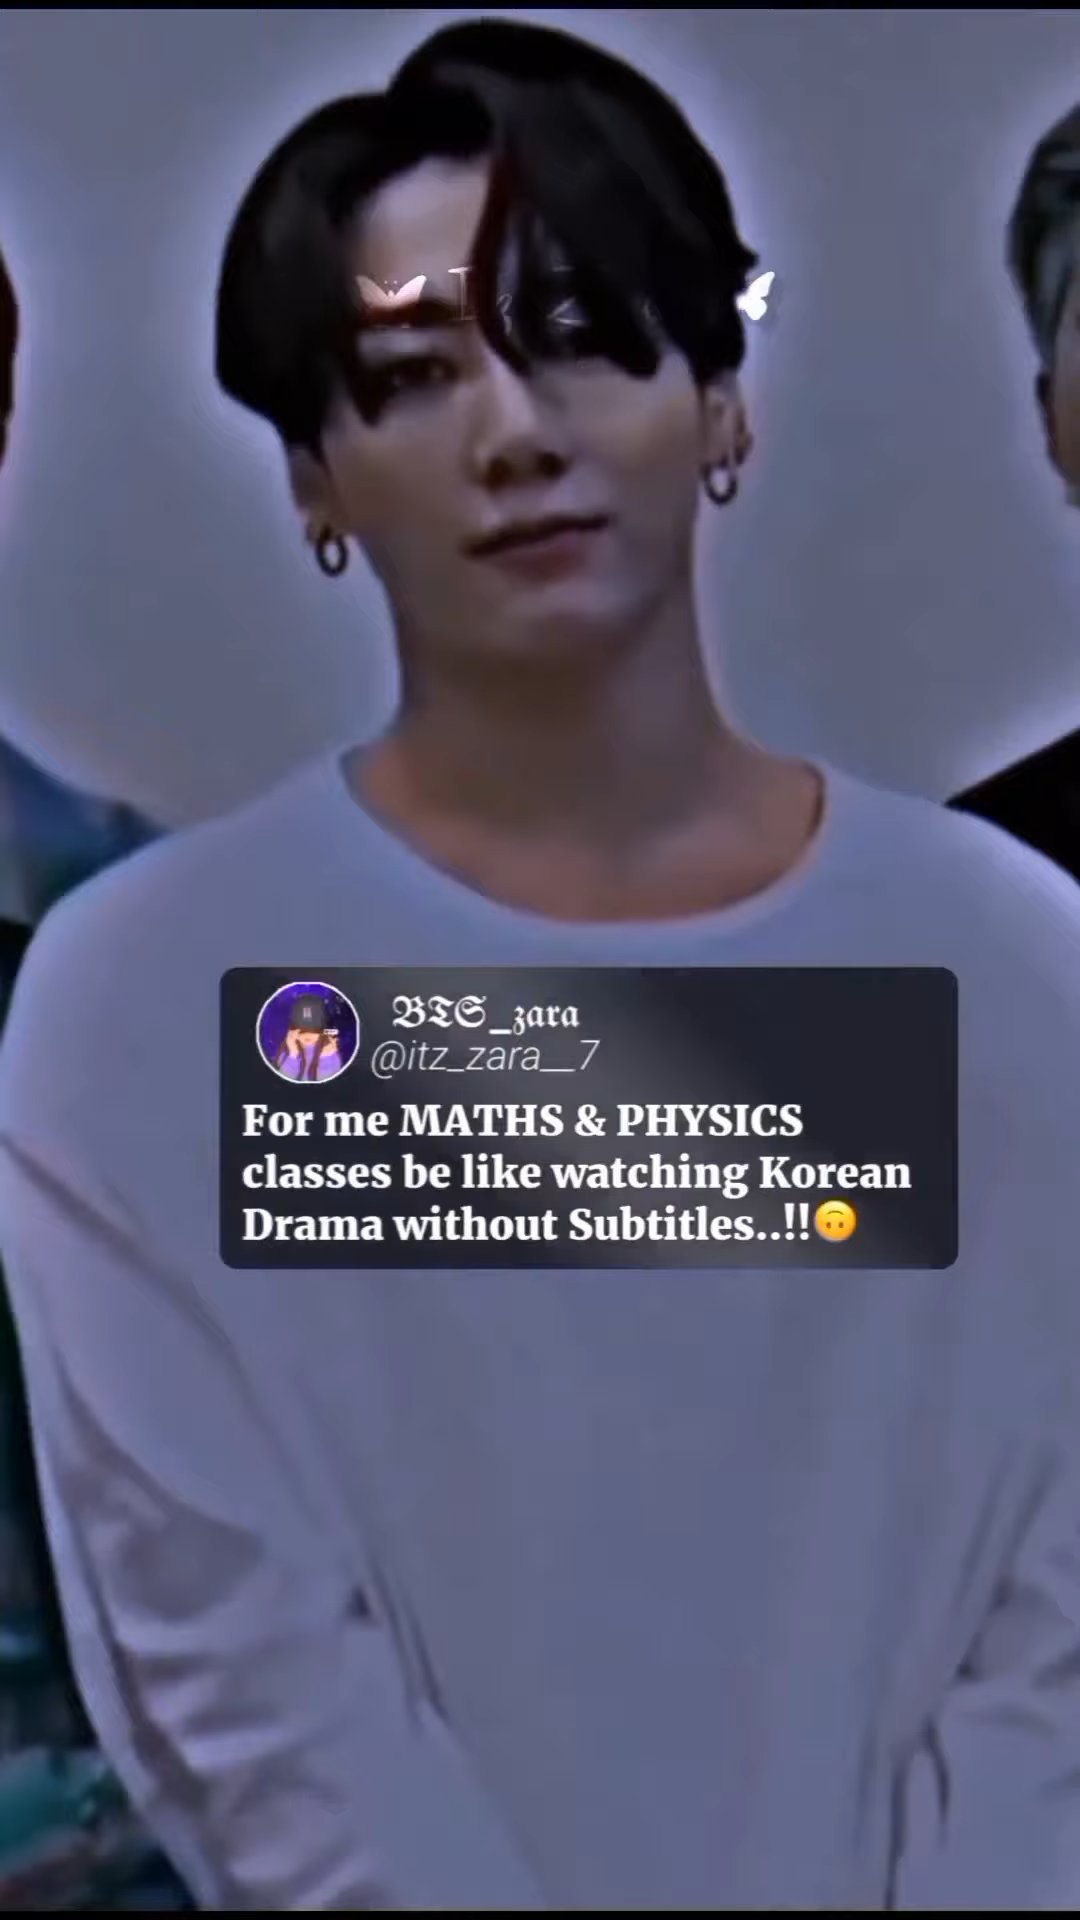 BTS_zara
@itz_zara__7
For me MATHS & PHYSICS
classes be like watching Korean
Drama without Subtitles..!!🙃